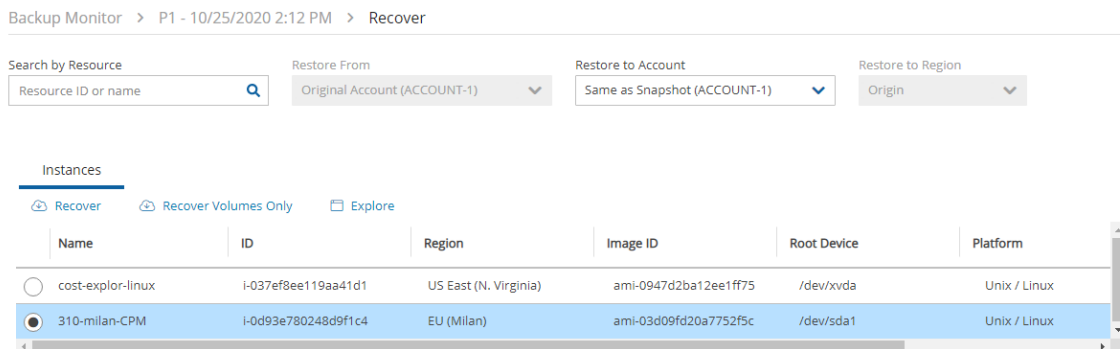 Backup Monitor > P1 - 10/25/2020 2:12 PM > Recover
Search by Resource Restore From Restore to Account Restore to Region
Resource ID or name Original Account (ACCOUNT-1) Same as Snapshot (ACCOUNT-1) Origin
Instances
Recover Recover Volumes Only Explore
Name ID Region Image ID Root Device Platform
cost-explor-linux i-037ef8ee119aa41d1 US East (N. Virginia) ami-0947d2ba12ee1ff75 /dev/xvda Unix / Linux
310-milan-CPM i-0d93e780248d9f1c4 EU (Milan) ami-03d09fd20a7752f5c /dev/sda1 Unix / Linux